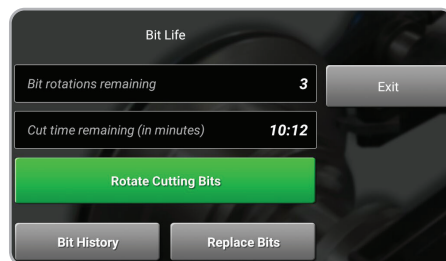 Bit Life
Bit rotations remaining 3
Exit
Cut time remaining (in minutes) 10:12
Rotate Cutting Bits
Bit History Replace Bits